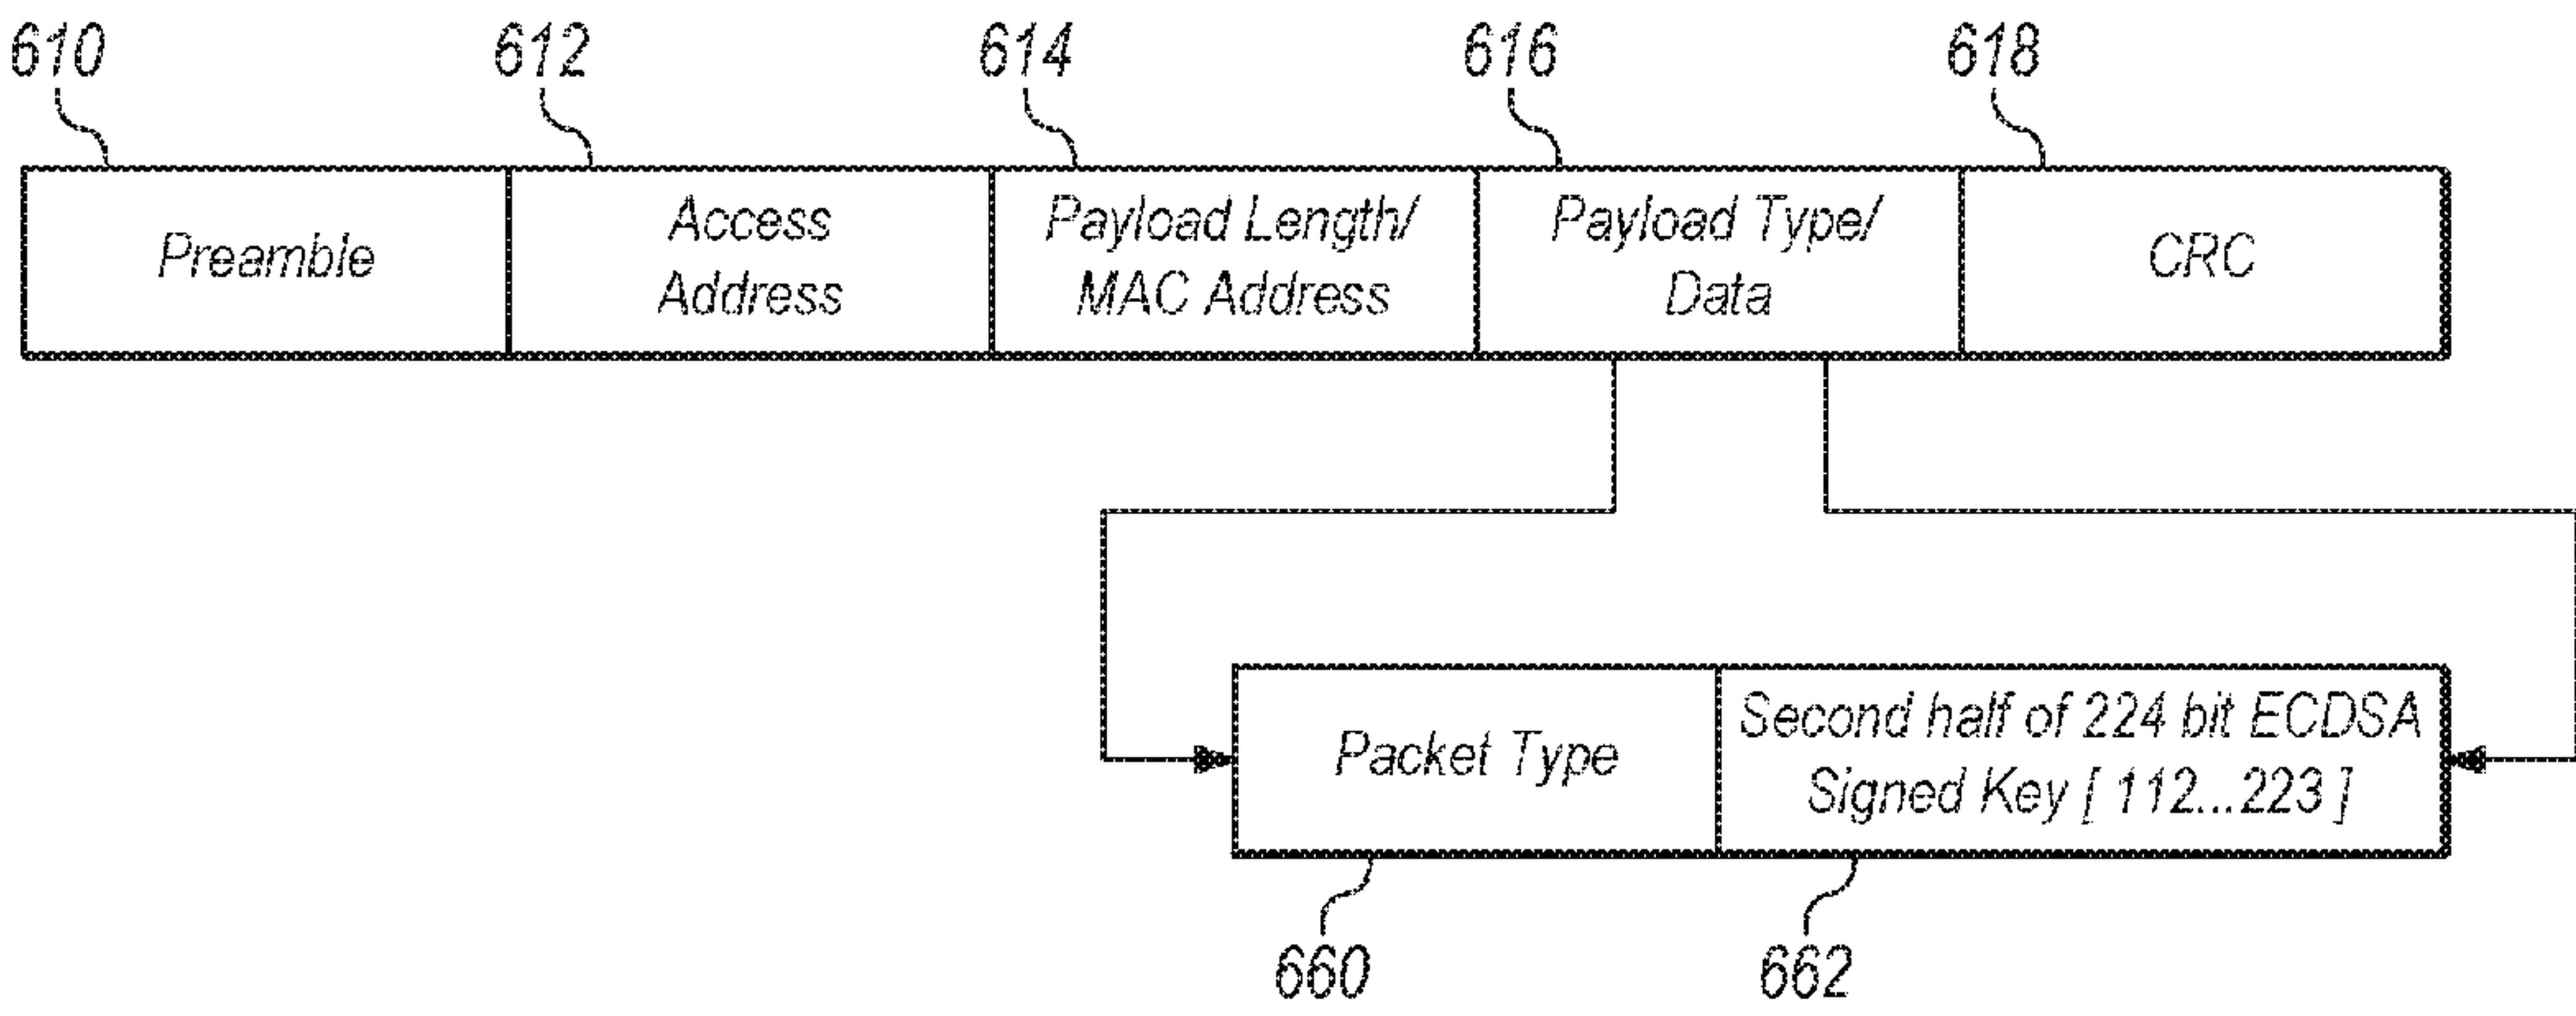 610 612 614 616 618
Preamble
Access
Address
Payload Length/
MAC Address
Payload Type/
Data
CRC
Packet Type
Second half of 224 bit ECDSA
Signed Key [ 112...223 ]
660 662